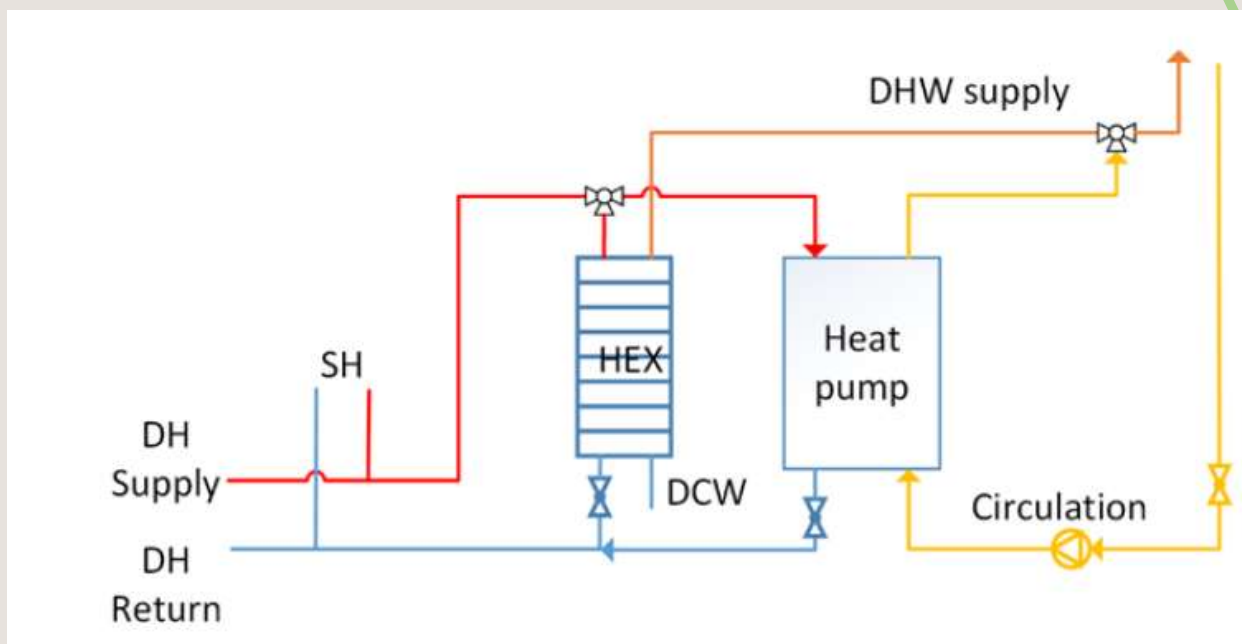 DHW supply
SH
HEX
Heat
pump
DH
Supply
DCW
Circulation
DH
Return